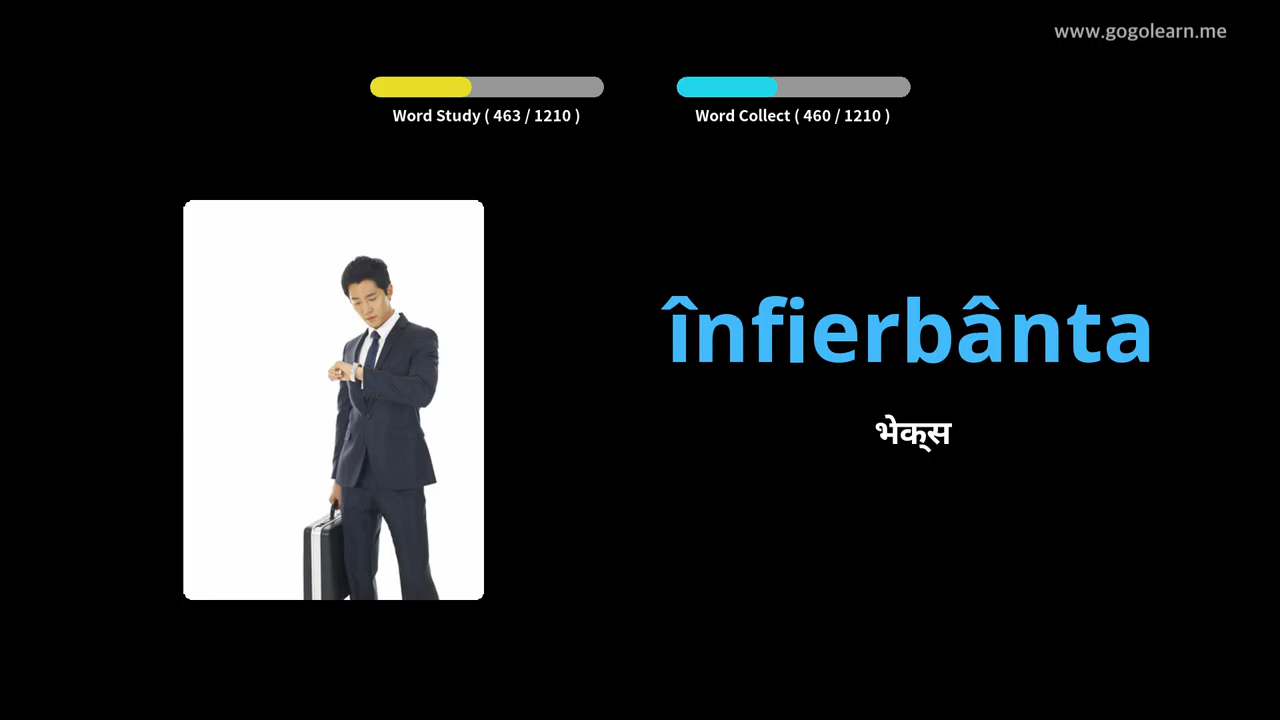 www.gogolearn.me
Word Study ( 463 / 1210 )
Word Collect ( 460 / 1210 )
înfierbânta
भेक्स